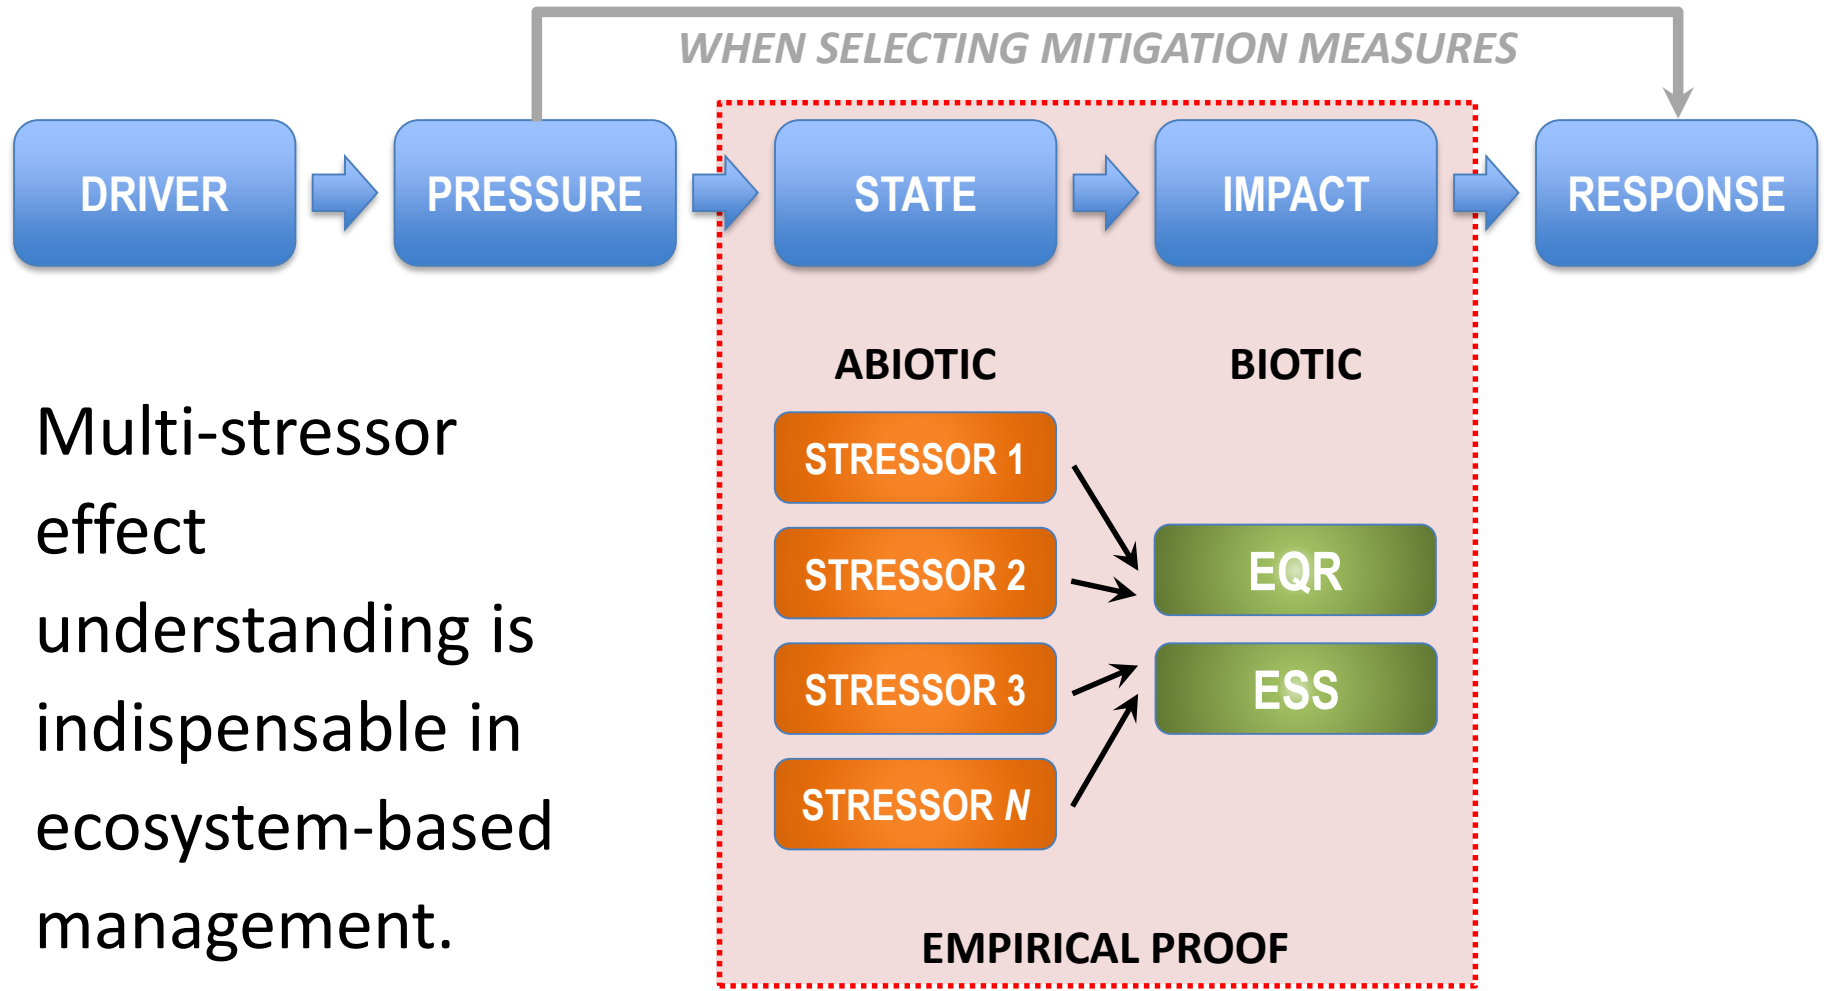 WHEN SELECTING MITIGATION MEASURES
DRIVER
PRESSURE
STATE
IMPACT
RESPONSE
Multi-stressor
effect
understanding is
indispensable in
ecosystem-based
management.
ABIOTIC
BIOTIC
STRESSOR 1
STRESSOR 2
STRESSOR 3
STRESSOR N
EQR
ESS
EMPIRICAL PROOF